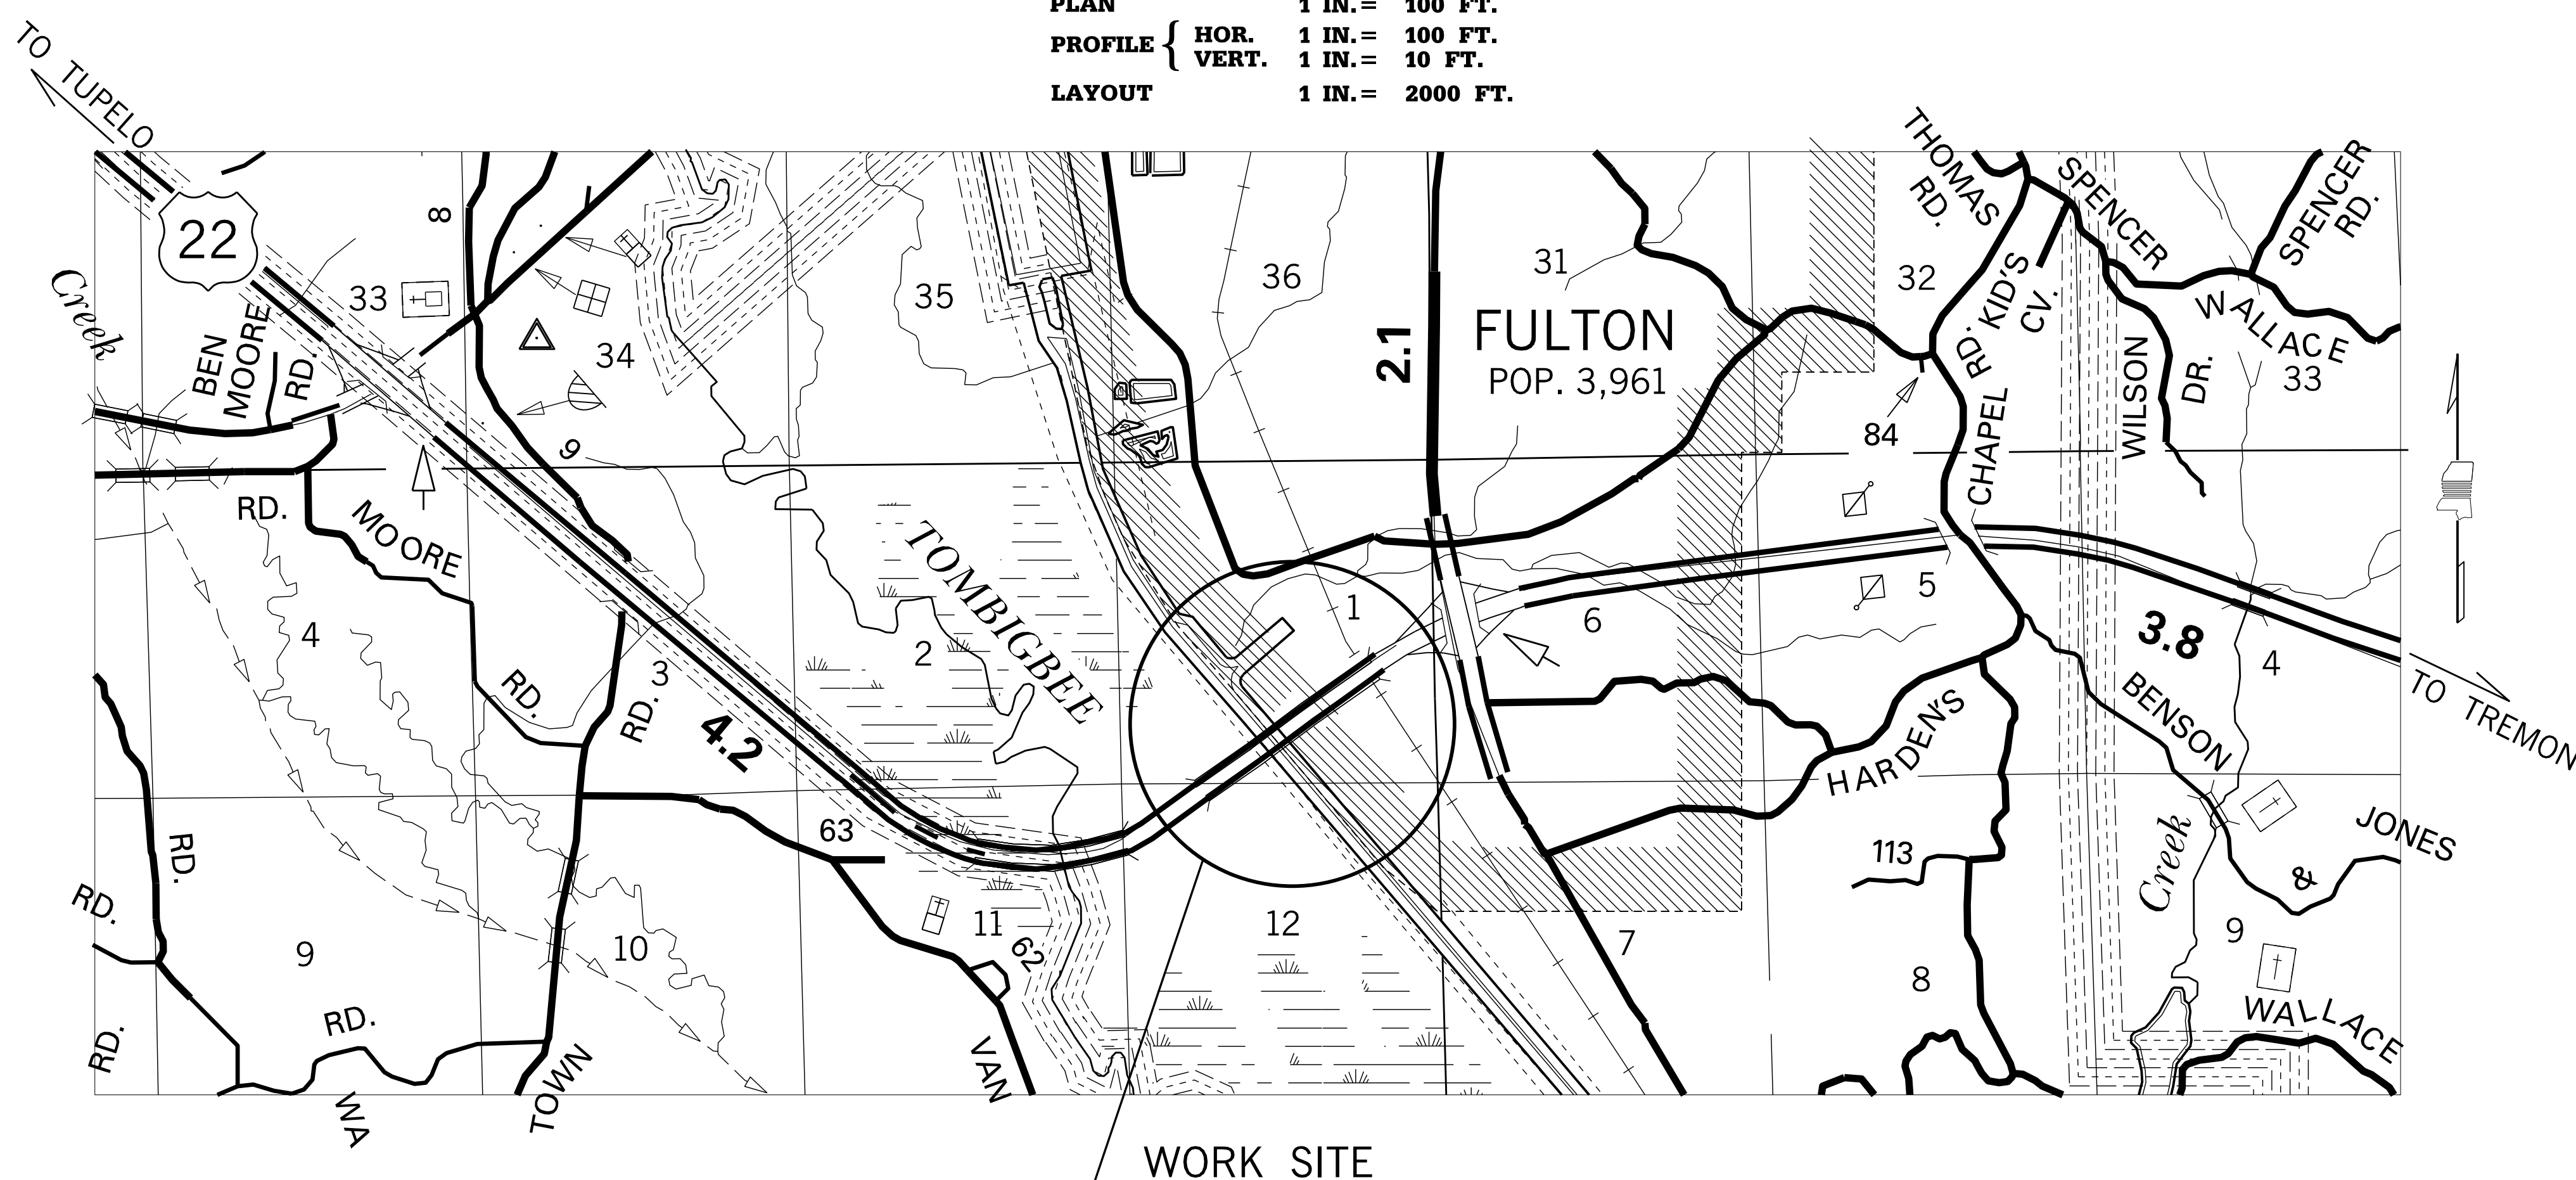 PLAN 1 IN.= 100 FT.
PROFILE { HOR. 1 IN.= 100 FT.
VERT. 1 IN.= 10 FT.
LAYOUT 1 IN.= 2000 FT.
TO TUPELO
22
Creek
BEN
MOORE
RD.
33
8
34
9
35
36
2.1
31
FULTON
POP. 3,961
32
THOMAS
RD.
SPENCER
SPENCER
RD.
KID'S
CV.
WALLACE
33
WILSON
DR.
CHAPEL RD.
84
RD.
MOORE
RD.
4
3
RD.
4.2
2
TOMBIGBEE
1
6
5
3.8
4
TO TREMON
BENSON
HARDEN'S
63
RD.
RD.
RD.
9
RD.
10
11
62
12
7
113
8
Creek
JONES
&
9
WALLACE
WA
TOWN
VAN
WORK SITE